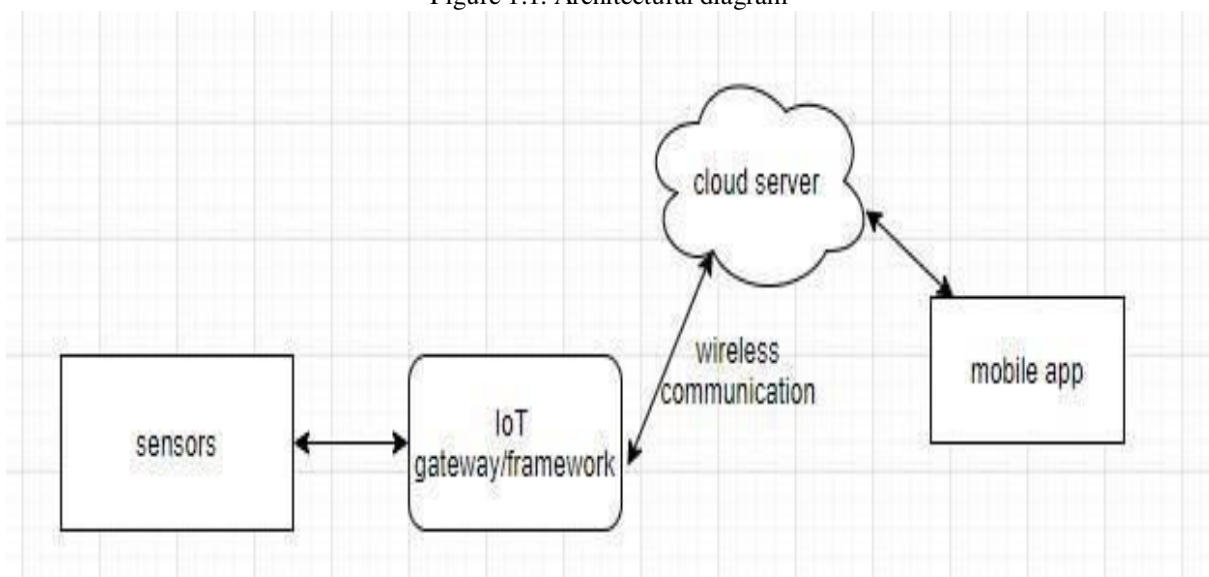 Figure 1.1: Architectural diagram
cloud server
wireless
communication
mobile app
sensors
IoT
gateway/framework